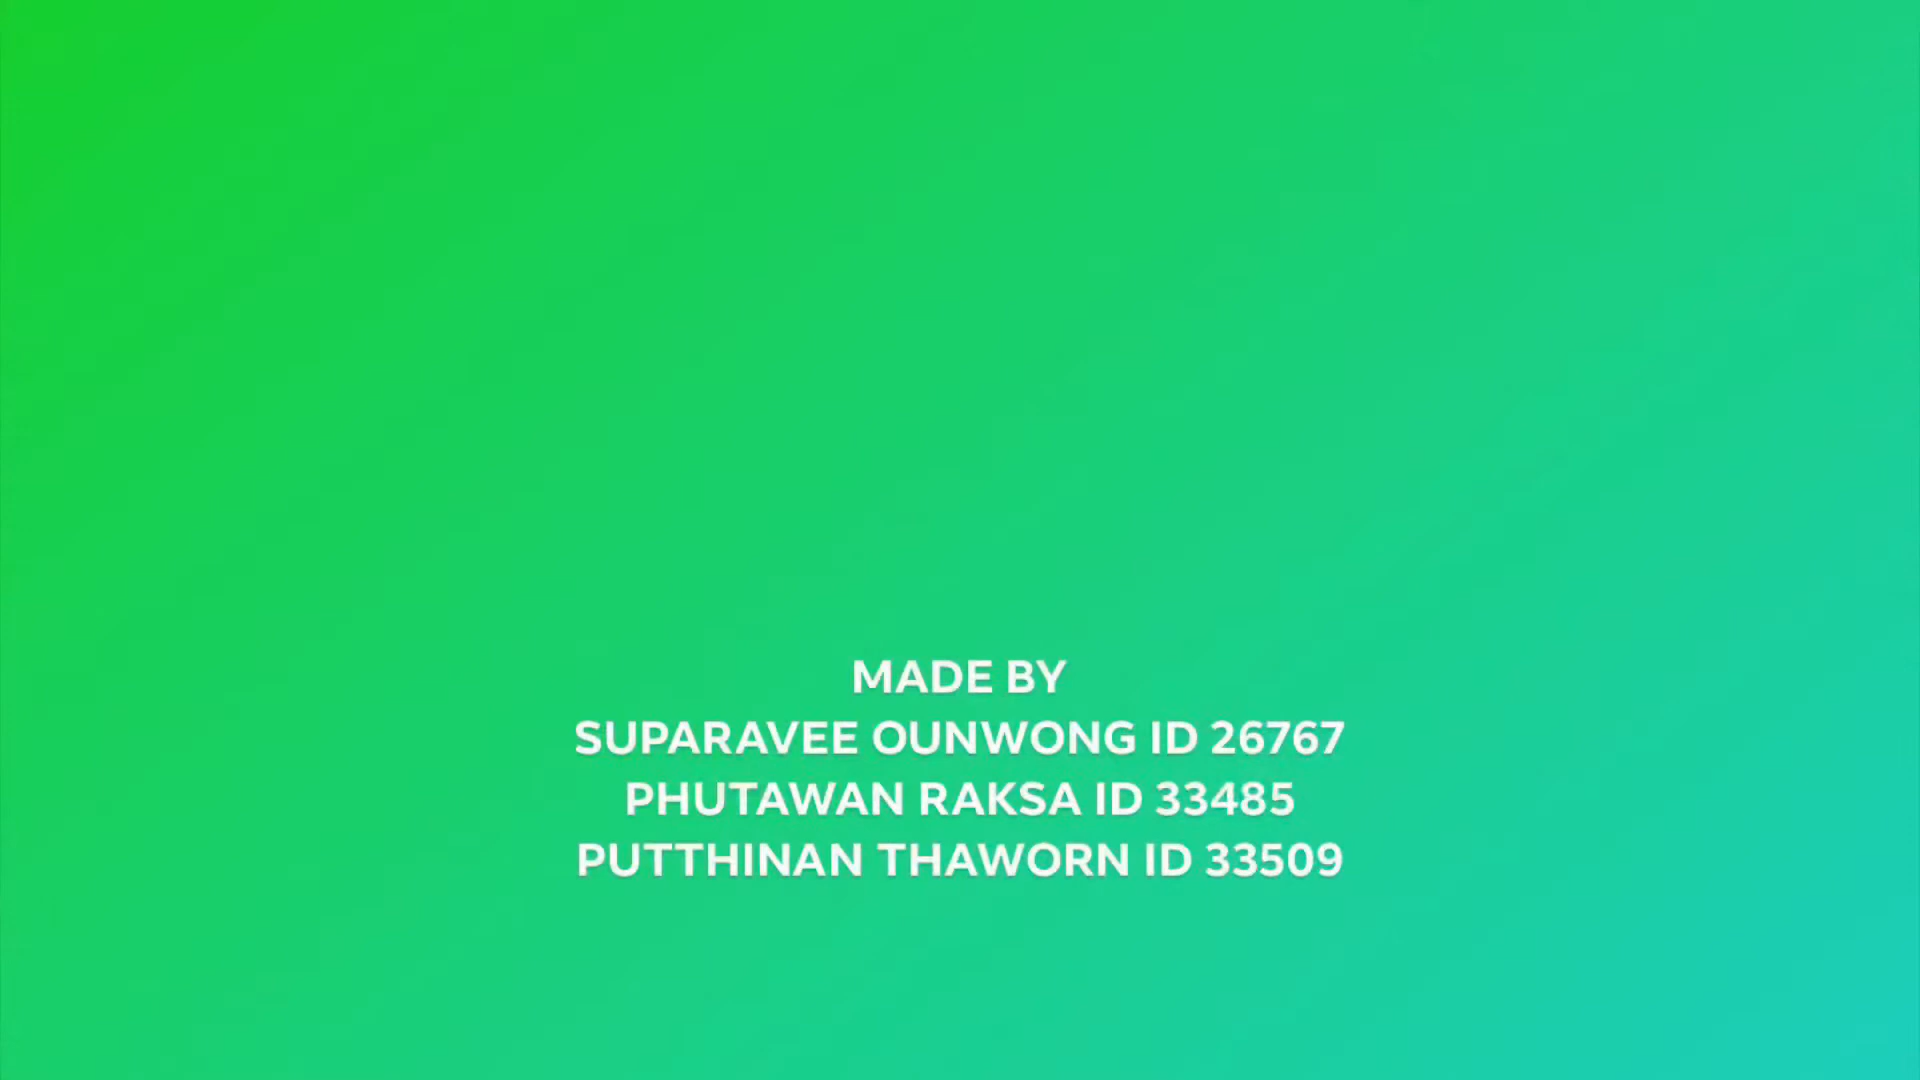 MADE BY
SUPARAVEE OUNWONG ID 26767
PHUTAWAN RAKSA ID 33485
PUTTHINAN THAWORN ID 33509